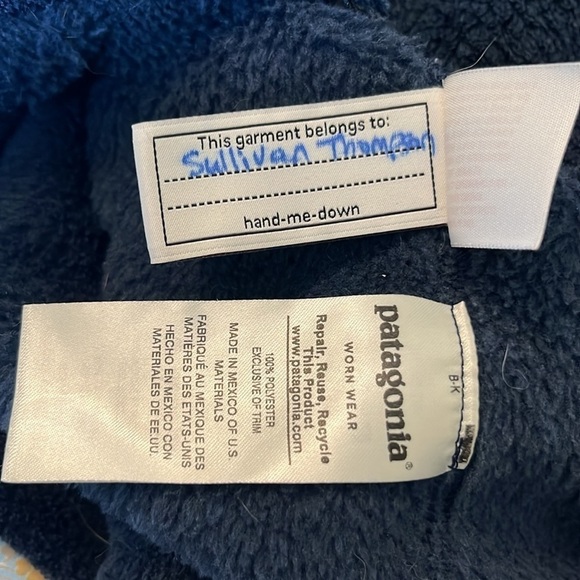 This garment belongs to:
Sullivan Thompson
hand-me-down
patagonia®
WORN WEAR
Repair, Reuse, Recycle
This Product
www.patagonia.com
100% POLYESTER
EXCLUSIVE OF TRIM
MADE IN MEXICO OF U.S.
MATERIALS
FABRIQUÉ AU MEXIQUE DES
MATIÈRES DES ETATS-UNIS
HECHO EN MEXICO CON
MATERIALES DE EE.UU.
B-K